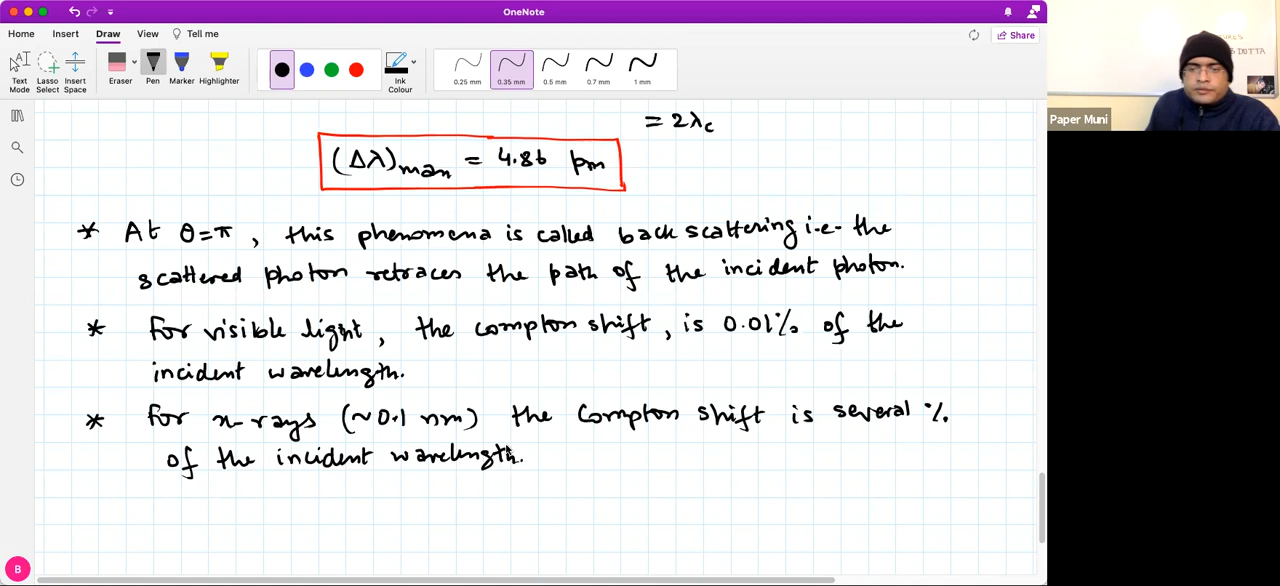 OneNote
Home Insert Draw View Tell me
Share
Text Mode Lasso Select Insert Space Eraser Pen Marker Highlighter Ink Colour 0.25 mm 0.35 mm 0.5 mm 0.7 mm 1 mm
Paper Muni
= 2λc
(Δλ)max = 4.86 pm
* At θ=π, this phenomena is called back scattering i.e. the
scattered photon retraces the path of the incident photon.
* For visible light, the compton shift, is 0.01% of the
incident wavelength.
* For x-rays (~0.1 nm) the Compton shift is several %
of the incident wavelength.
B